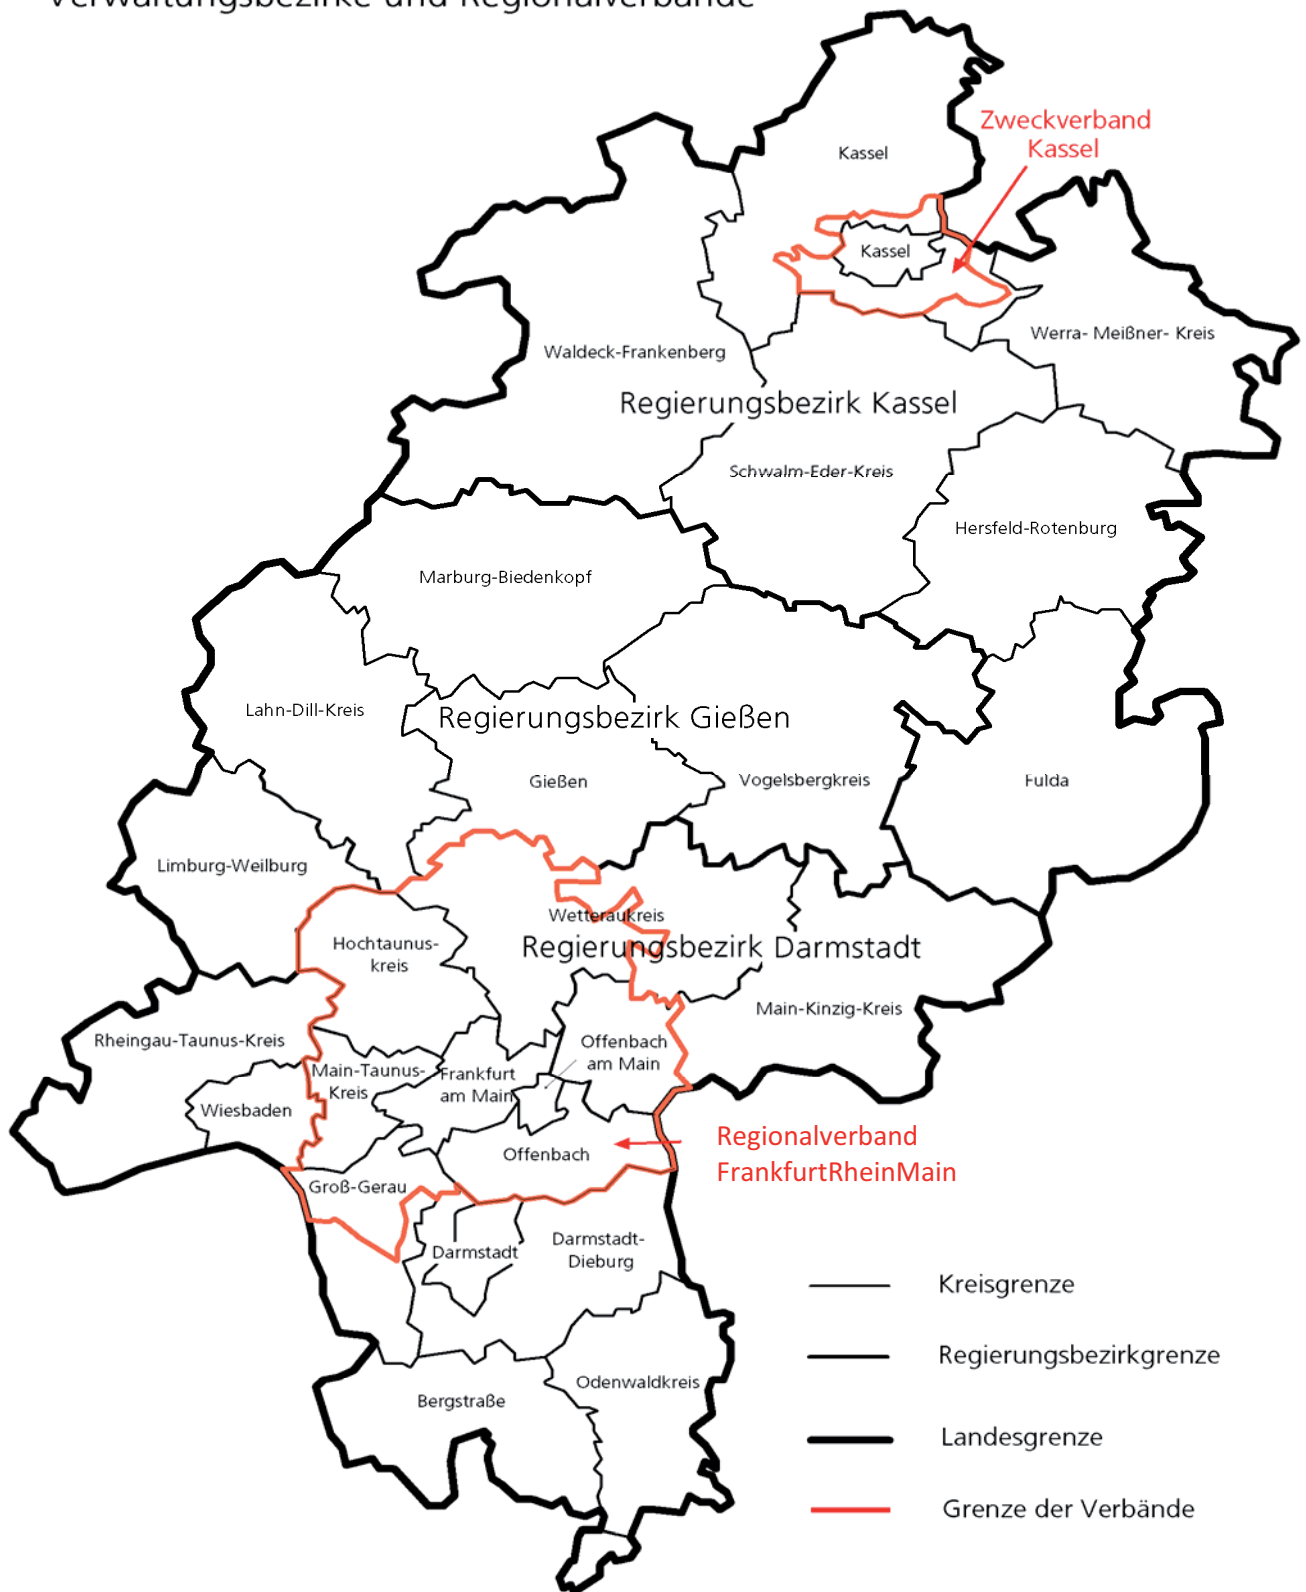 Verwaltungsbezirke und Regionalverbände
Zweckverband
Kassel
Kassel
Kassel
Werra- Meißner- Kreis
Waldeck-Frankenberg
Regierungsbezirk Kassel
Schwalm-Eder-Kreis
Hersfeld-Rotenburg
Marburg-Biedenkopf
Lahn-Dill-Kreis
Regierungsbezirk Gießen
Gießen
Vogelsbergkreis
Fulda
Limburg-Weilburg
Wetteraukreis
Hochtaunus-
kreis
Regierungsbezirk Darmstadt
Main-Kinzig-Kreis
Rheingau-Taunus-Kreis
Offenbach
am Main
Main-Taunus-
Kreis
Frankfurt
am Main
Wiesbaden
Offenbach
Regionalverband
FrankfurtRheinMain
Groß-Gerau
Darmstadt
Darmstadt-
Dieburg
Kreisgrenze
Regierungsbezirkgrenze
Odenwaldkreis
Bergstraße
Landesgrenze
Grenze der Verbände